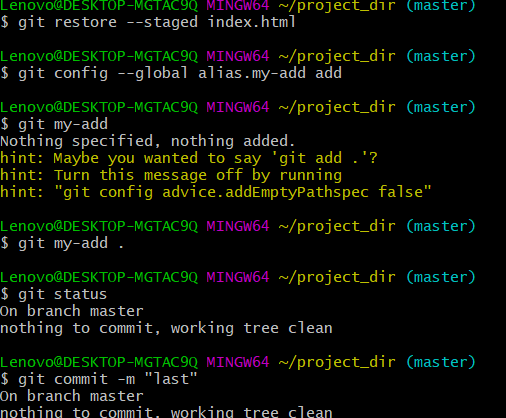 Lenovo@DESKTOP-MGTAC9Q MINGW64 ~/project_dir (master)
$ git restore --staged index.html
Lenovo@DESKTOP-MGTAC9Q MINGW64 ~/project_dir (master)
$ git config --global alias.my-add add
Lenovo@DESKTOP-MGTAC9Q MINGW64 ~/project_dir (master)
$ git my-add
Nothing specified, nothing added.
hint: Maybe you wanted to say 'git add .'?
hint: Turn this message off by running
hint: "git config advice.addEmptyPathspec false"
Lenovo@DESKTOP-MGTAC9Q MINGW64 ~/project_dir (master)
$ git my-add .
Lenovo@DESKTOP-MGTAC9Q MINGW64 ~/project_dir (master)
$ git status
On branch master
nothing to commit, working tree clean
Lenovo@DESKTOP-MGTAC9Q MINGW64 ~/project_dir (master)
$ git commit -m "last"
On branch master
nothing to commit, working tree clean